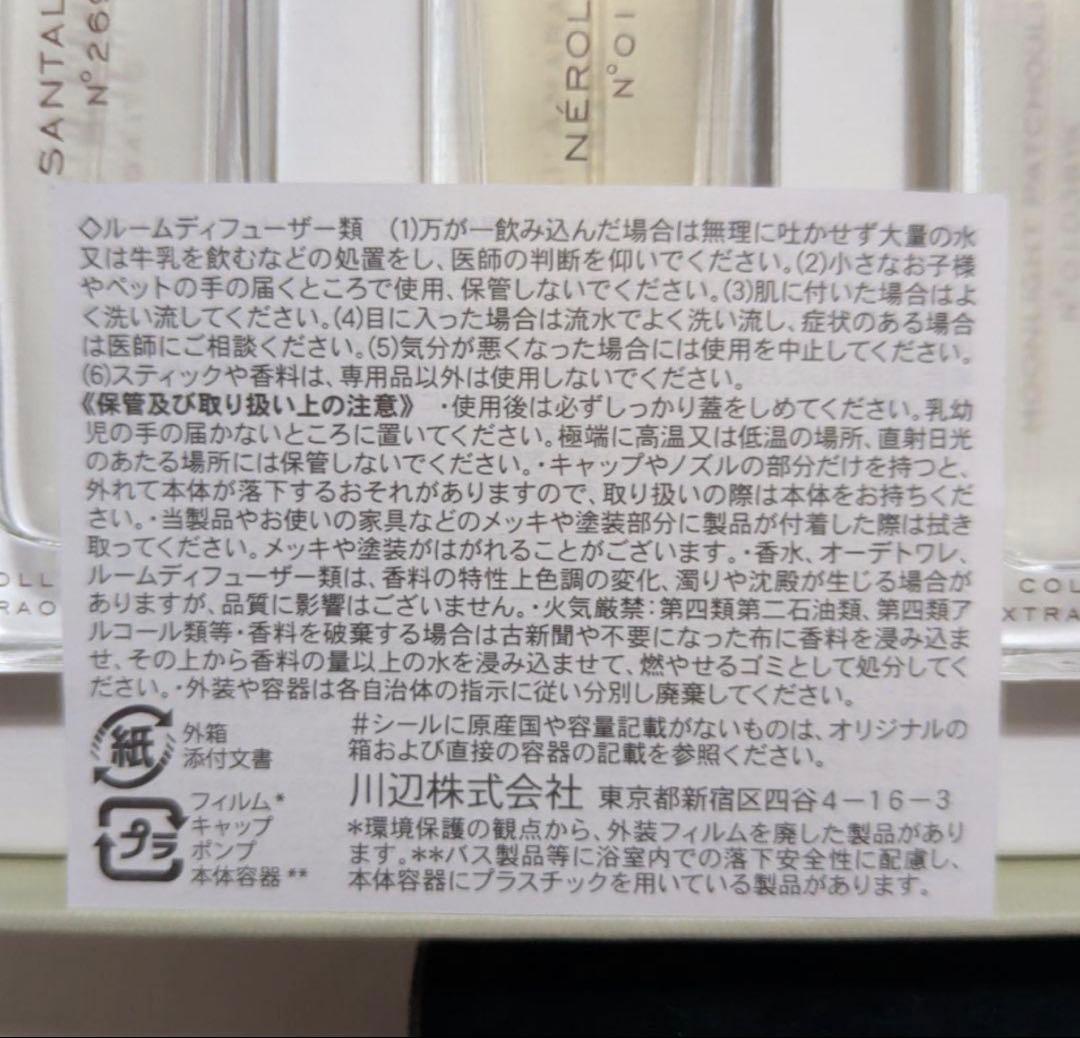 SANTAL
N°269
NÉROL
N°01
MOONLIGHT PATCHOULI
◇ルームディフューザー類 (1)万が一飲み込んだ場合は無理に吐かせず大量の水
又は牛乳を飲むなどの処置をし、医師の判断を仰いでください。(2)小さなお子様
やペットの手の届くところで使用、保管しないでください。(3)肌に付いた場合はよ
く洗い流してください。(4)目に入った場合は流水でよく洗い流し、症状のある場合
は医師にご相談ください。(5)気分が悪くなった場合には使用を中止してください。
(6)スティックや香料は、専用品以外は使用しないでください。
《保管及び取り扱い上の注意》 ・使用後は必ずしっかり蓋をしめてください。乳幼
児の手の届かないところに置いてください。極端に高温又は低温の場所、直射日光
のあたる場所には保管しないでください。・キャップやノズルの部分だけを持つと、
外れて本体が落下するおそれがありますので、取り扱いの際は本体をお持ちくだ
さい。・当製品やお使いの家具などのメッキや塗装部分に製品が付着した際は拭き
取ってください。メッキや塗装がはがれることがございます。・香水、オーデトワレ、
ルームディフューザー類は、香料の特性上色調の変化、濁りや沈殿が生じる場合が
ありますが、品質に影響はございません。・火気厳禁:第四類第二石油類、第四類ア
ルコール類等・香料を破棄する場合は古新聞や不要になった布に香料を浸み込ま
せ、その上から香料の量以上の水を浸み込ませて、燃やせるゴミとして処分してく
ださい。・外装や容器は各自治体の指示に従い分別し廃棄してください。
紙 外箱
添付文書
プラ フィルム*
キャップ
ポンプ
本体容器**
#シールに原産国や容量記載がないものは、オリジナルの
箱および直接の容器の記載を参照ください。
川辺株式会社 東京都新宿区四谷4-16-3
*環境保護の観点から、外装フィルムを廃した製品があり
ます。**バス製品等に浴室内での落下安全性に配慮し、
本体容器にプラスチックを用いている製品があります。
OLL
RAO
COL
XTRA